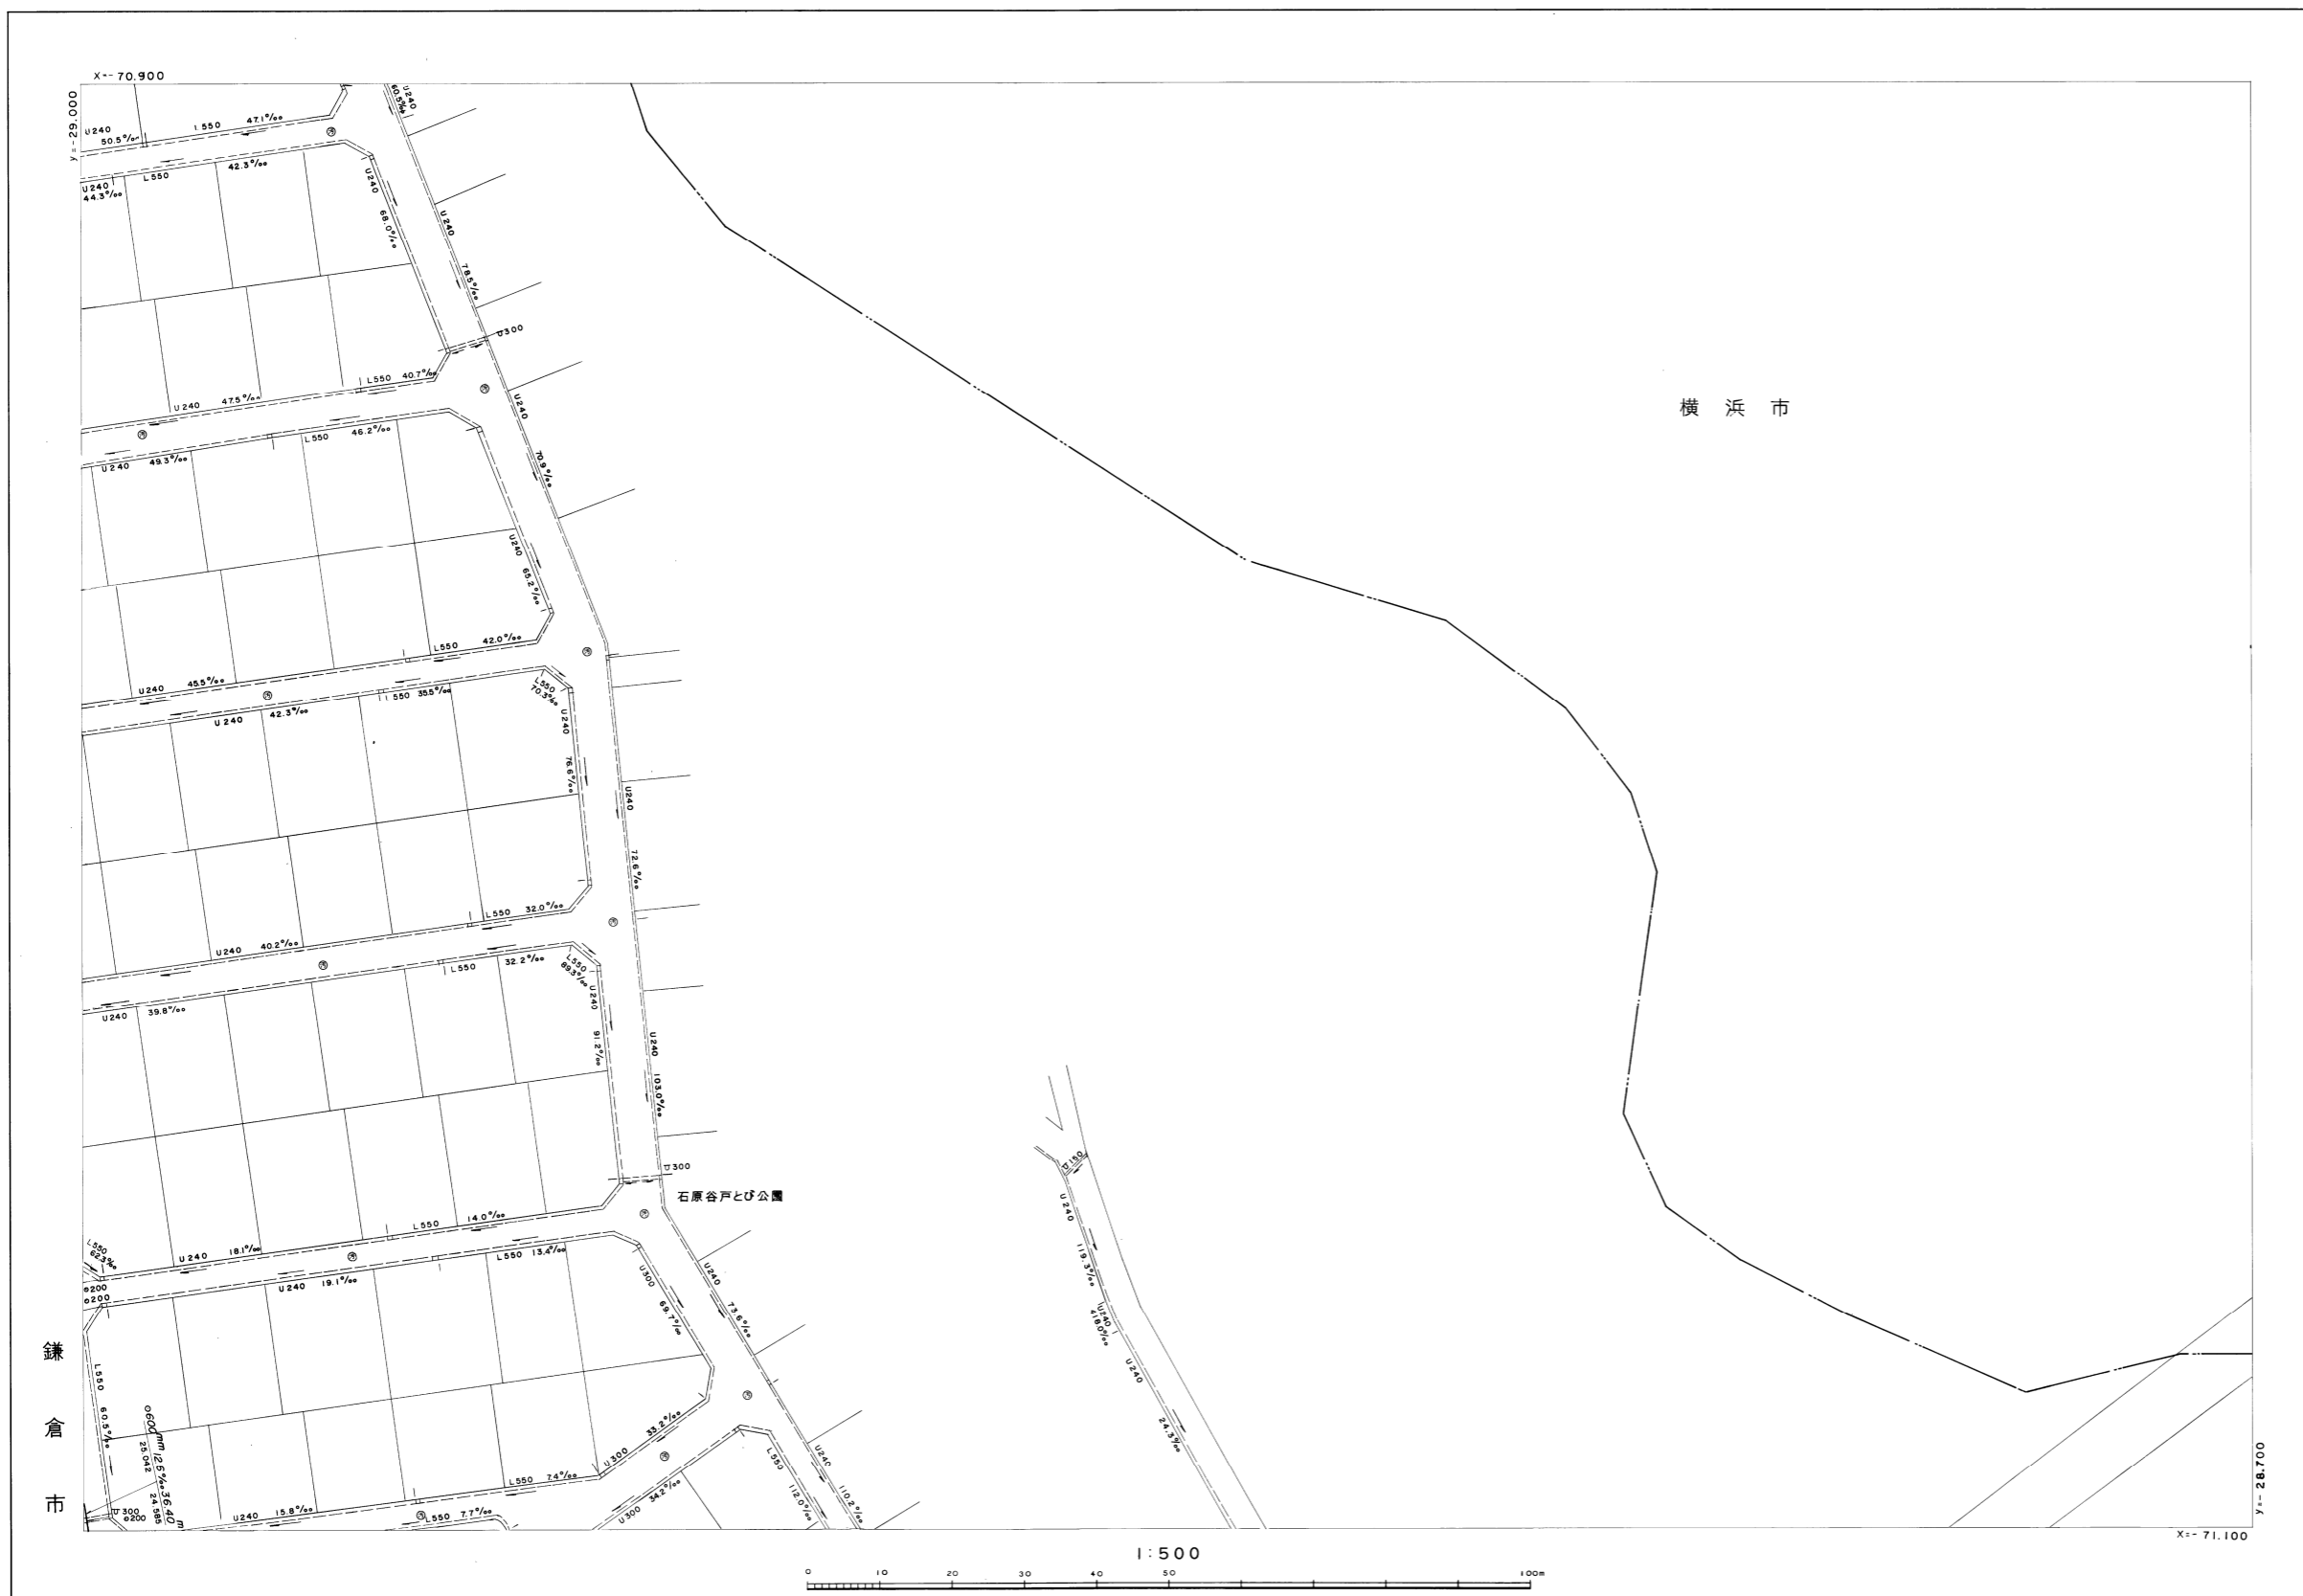 X=-70.900
y=-29.000
U240
60.5‰
U240
50.5‰
L550 47.1‰
U240
44.3‰
L550
42.3‰
U240
68.0‰
U240
78.5‰
U300
L550 40.7‰
U240 47.5‰
U240
70.9‰
横浜市
L550 46.2‰
U240 49.3‰
U240
65.2‰
L550 42.0‰
U240 45.5‰
L550
70.3‰
L550 35.5‰
U240 42.3‰
U240
76.6‰
U240
72.6‰
L550 32.0‰
U240 40.2‰
L550 32.2‰
L550
89.3‰
U240 39.8‰
U240
91.2‰
U240
103.0‰
U300
石原谷戸とび公園
U150
U240
119.3‰
U240
418.0‰
U240
24.3‰
L550 14.0‰
U240 18.1‰
L550
62.3‰
ø200
ø200
L550 13.4‰
U240 19.1‰
U300
69.7‰
U240
73.6‰
鎌倉市
L550
60.5‰
ø600mm 12.5‰ 36.40m
25.042
24.585
U300
ø200
U300 33.2‰
L550 7.4‰
U240 15.8‰
L550 7.7‰
U300 34.2‰
L550
112.0‰
U240
110.2‰
y=-28.700
X=-71.100
1:500
0 10 20 30 40 50 100m